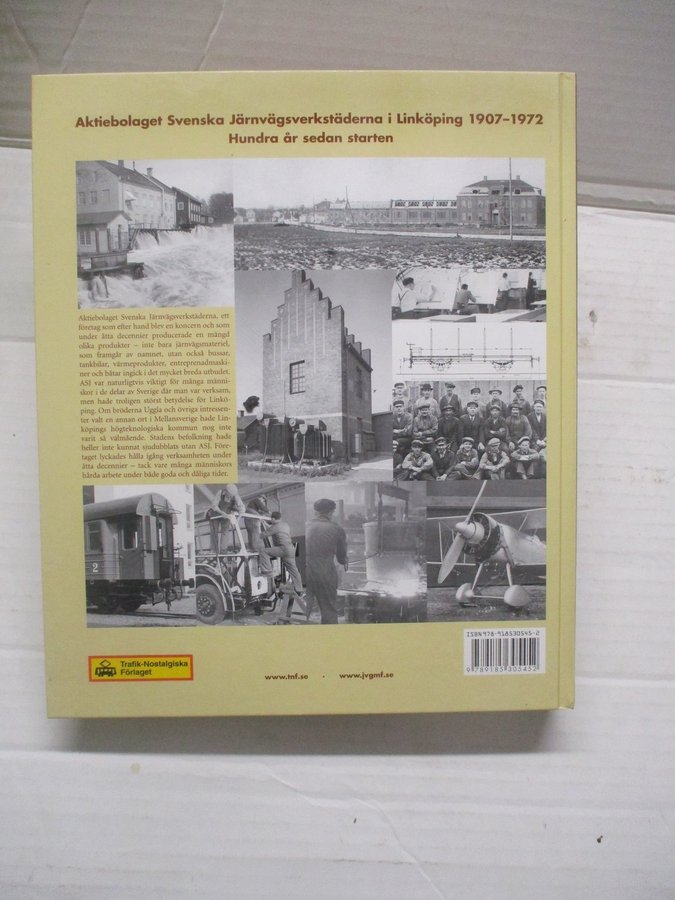 Aktiebolaget Svenska Järnvägsverkstäderna i Linköping 1907–1972
Hundra år sedan starten
Aktiebolaget Svenska Järnvägsverkstäderna, ett
företag som efter hand blev en koncern och som
under åtta decennier producerade en mängd
olika produkter – inte bara järnvägsmateriel,
som framgår av namnet, utan också bussar,
tankbilar, värmeprodukter, entreprenadmaski-
ner och båtar ingick i det mycket breda utbudet.
ASJ var naturligtvis viktigt för många männi-
skor i de delar av Sverige där man var verksam,
men hade troligen störst betydelse för Linkö-
ping. Om bröderna Uggla och övriga intressen-
ter valt en annan ort i Mellansverige hade Lin-
köpings högteknologiska kommun nog inte
varit så välmående. Stadens befolkning hade
heller inte kunnat sjudubblats utan ASJ. Före-
taget lyckades hålla igång verksamheten under
åtta decennier – tack vare många människors
hårda arbete under både goda och dåliga tider.
2
ISBN 978-918530545-2
9 789185 305452
Trafik-Nostalgiska
Förlaget
www.tnf.se · www.jvgmf.se